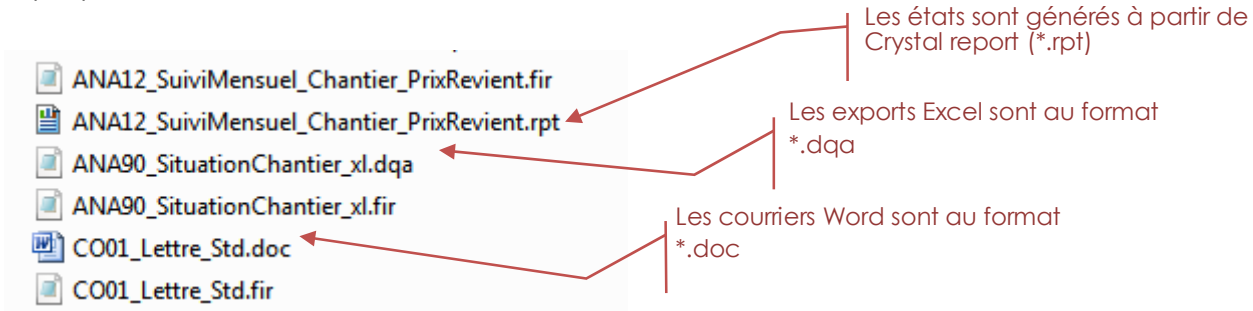 Les états sont générés à partir de
Crystal report (*.rpt)
ANA12_SuiviMensuel_Chantier_PrixRevient.fir
ANA12_SuiviMensuel_Chantier_PrixRevient.rpt
Les exports Excel sont au format
*.dqa
ANA90_SituationChantier_xl.dqa
ANA90_SituationChantier_xl.fir
Les courriers Word sont au format
*.doc
CO01_Lettre_Std.doc
CO01_Lettre_Std.fir